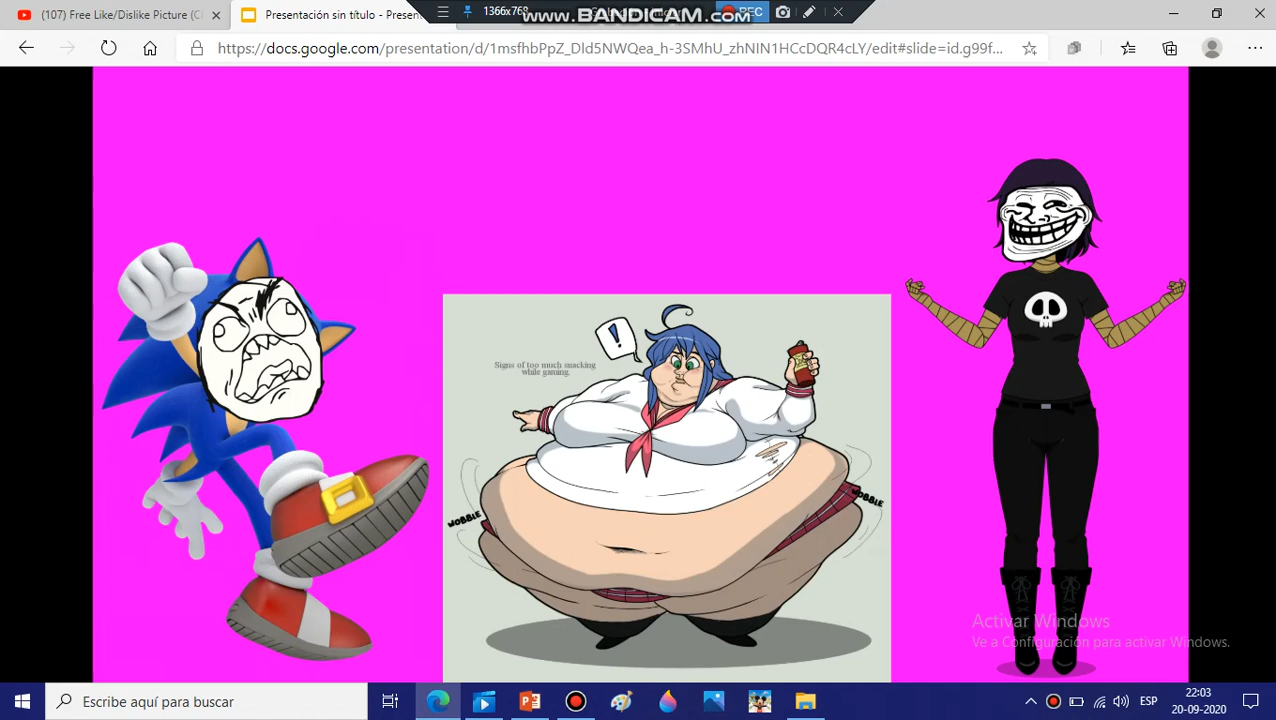 (107) Free Like/Dislike Picture (C
Presentación sin título - Present
1366x768
www.BANDICAM.com
REC
https://docs.google.com/presentation/d/1msfhbPpZ_Dld5NWQea_h-3SMhU_zhNIN1HCcDQR4cLY/edit#slide=id.g99f...
!
Signs of too much snacking
while gaming.
WOBBLE
WOBBLE
Activar Windows
Ve a Configuración para activar Windows.
Escribe aquí para buscar
ESP
22:03
20-09-2020